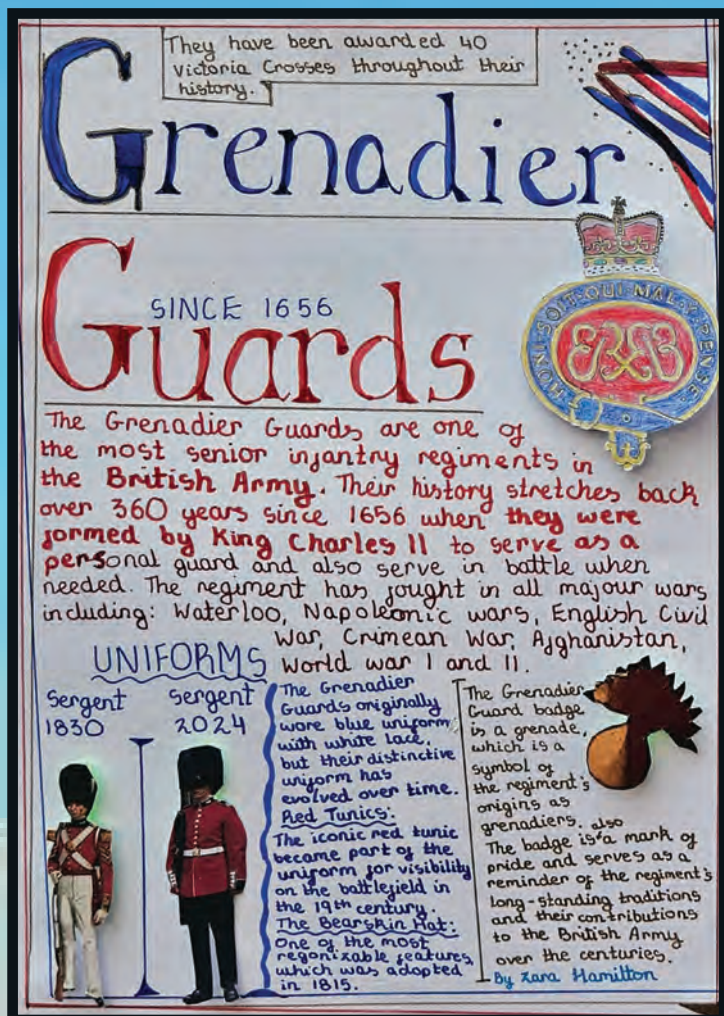 They have been awarded 40
Victoria Crosses throughout their
history.
Grenadier
SINCE 1656
Guards
HONI·SOIT·QUI·MAL·Y·PENSE
The Grenadier Guards are one of
the most senior infantry regiments in
the British Army. Their history stretches back
over 360 years since 1656 when they were
formed by King Charles II to serve as a
personal guard and also serve in battle when
needed. The regiment has fought in all majour wars
including: Waterloo, Napoleonic wars, English Civil
War, Crimean War, Afghanistan,
World war I and II.
UNIFORMS
Sergent
1830
Sergent
2024
The Grenadier
Guards originally
wore blue uniform
with white lace,
but their distinctive
uniform has
evolved over time.
Red Tunics:
The iconic red tunic
became part of the
uniform for visibility
on the battlefield in
the 19th century.
The Bearskin Hat:
One of the most
regonizable features,
which was adopted
in 1815.
The Grenadier
Guard badge
is a grenade,
which is a
symbol of
the regiment's
origins as
grenadiers. also
The badge is a mark of
pride and serves as a
reminder of the regiment's
long-standing traditions
and their contributions
to the British Army
over the centuries.
By Zara Hamilton